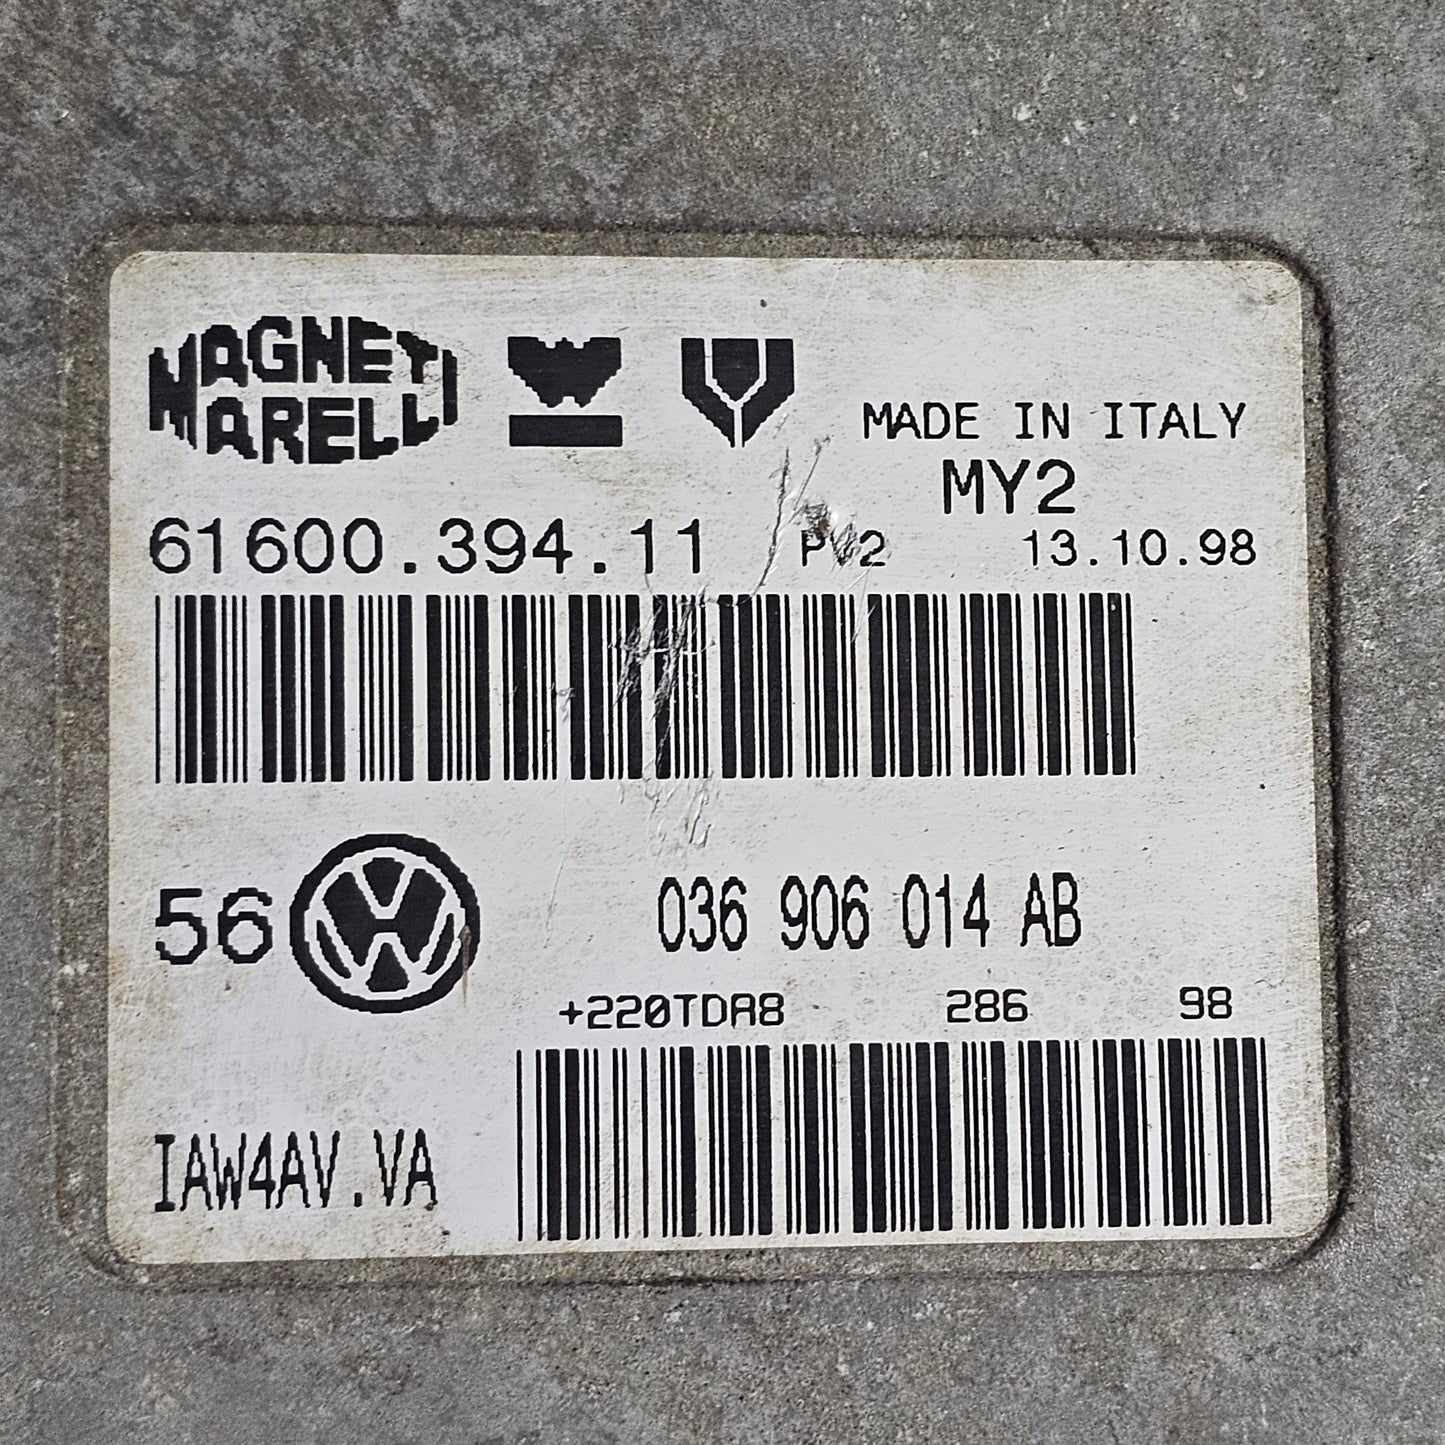 MAGNETI
MARELLI
MADE IN ITALY
MY2
61600.394.11 13.10.98
56 036 906 014 AB
+220TDA8 286 98
IAW4AV.VA